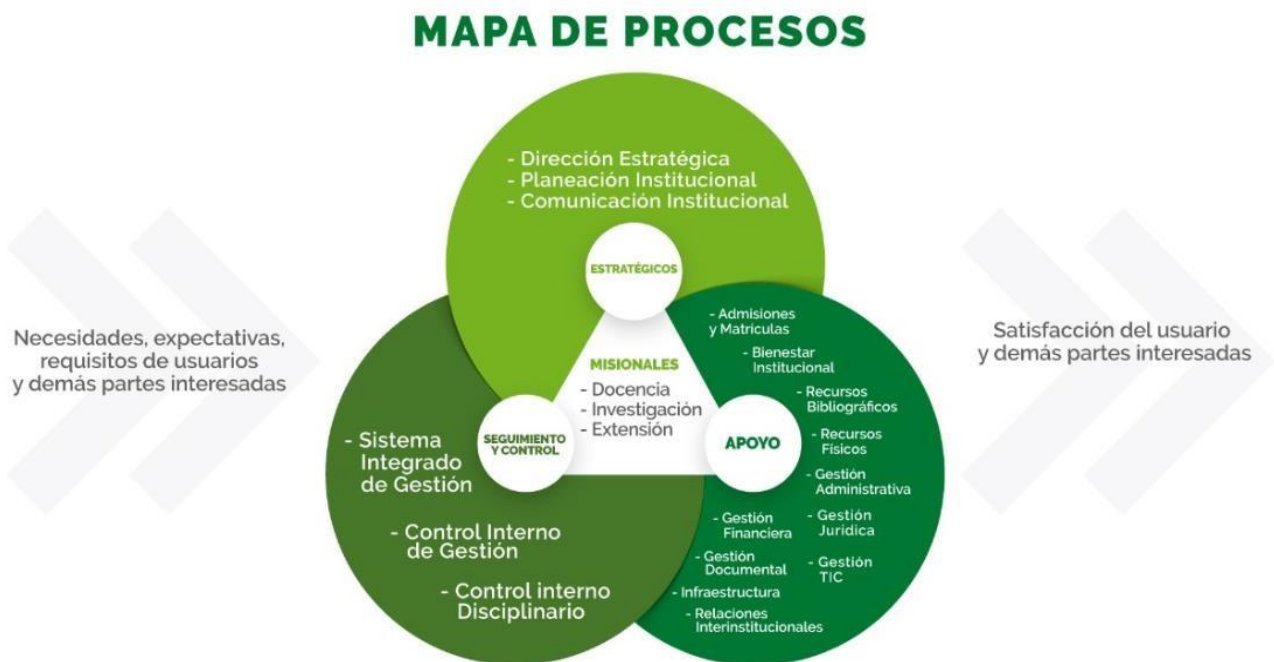 MAPA DE PROCESOS
- Dirección Estratégica
- Planeación Institucional
- Comunicación Institucional
ESTRATÉGICOS
Necesidades, expectativas,
requisitos de usuarios
y demás partes interesadas
MISIONALES
- Docencia
- Investigación
- Extensión
SEGUIMIENTO
Y CONTROL
- Sistema
Integrado
de Gestión
- Control Interno
de Gestión
- Control interno
Disciplinario
APOYO
- Admisiones
y Matriculas
- Bienestar
Institucional
- Recursos
Bibliográficos
- Recursos
Físicos
- Gestión
Administrativa
- Gestión
Jurídica
- Gestión
TIC
- Gestión
Financiera
- Gestión
Documental
- Infraestructura
- Relaciones
Interinstitucionales
Satisfacción del usuario
y demás partes interesadas